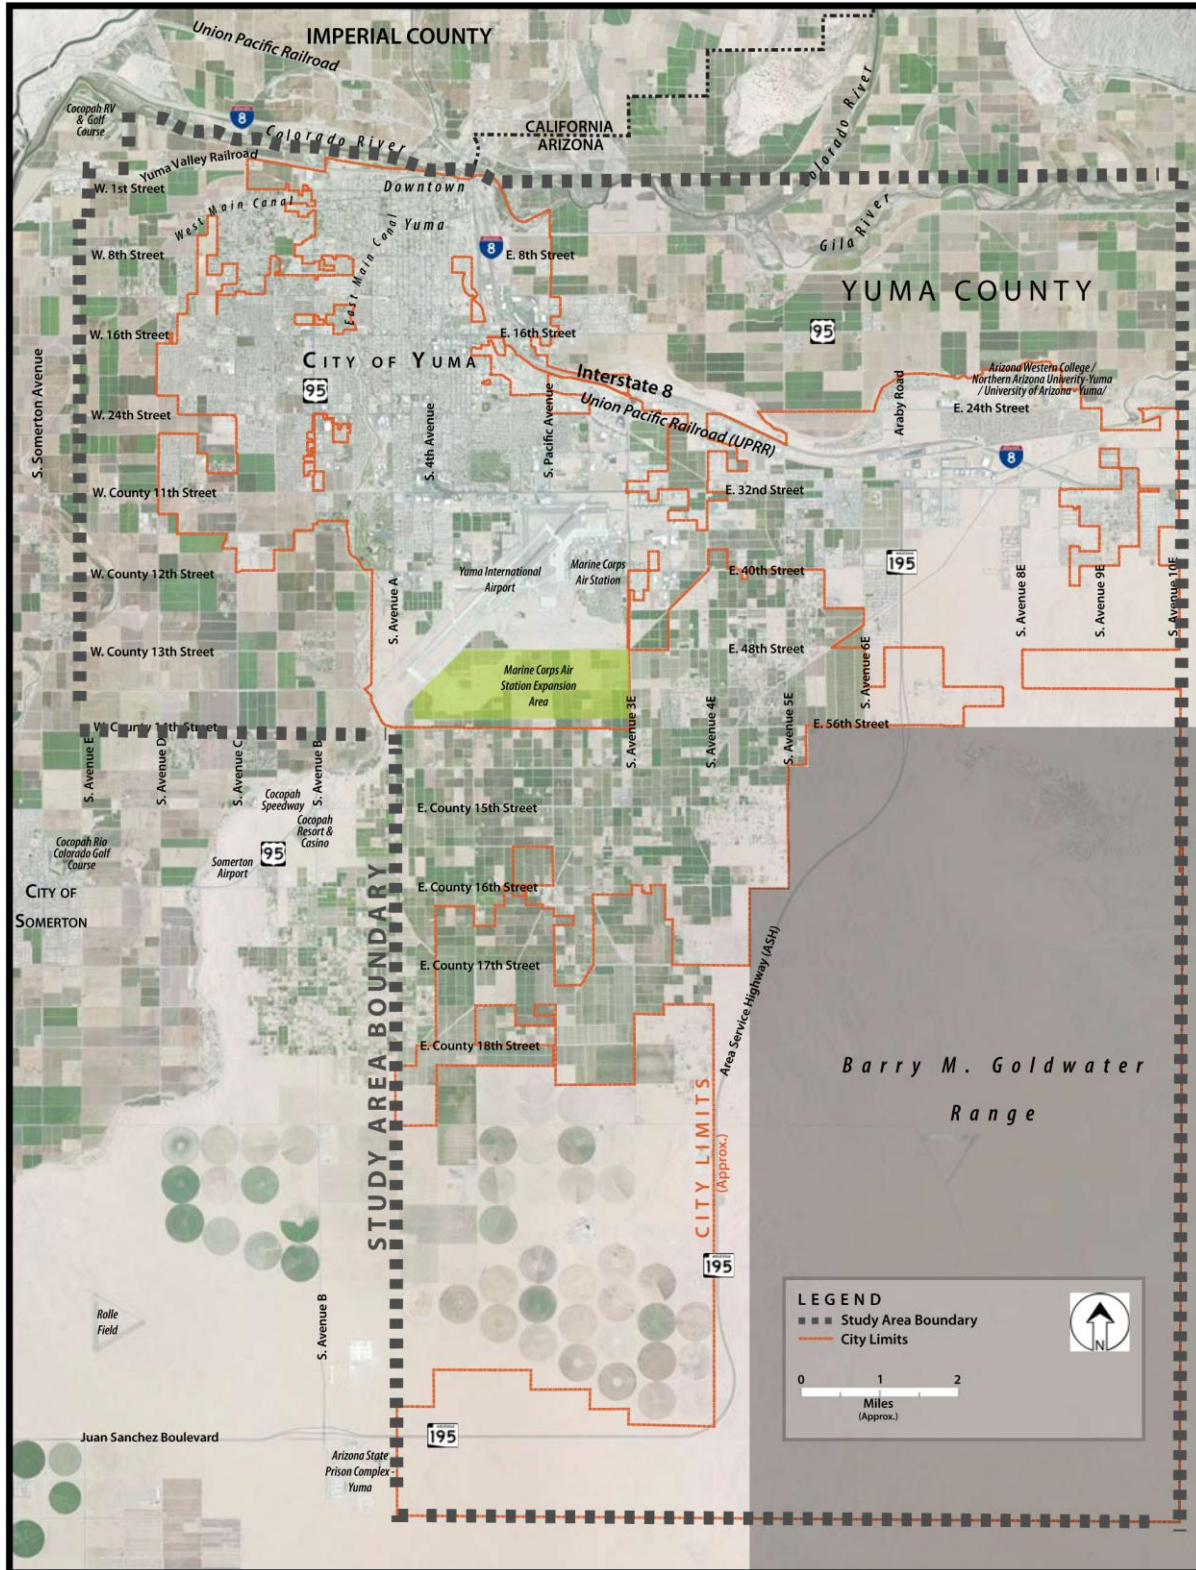 IMPERIAL COUNTY
Union Pacific Railroad
Cocopah RV
& Golf
Course
8
Colorado River
CALIFORNIA
ARIZONA
Colorado River
Yuma Valley Railroad
W. 1st Street
Downtown
West Main Canal
Yuma
East Main Canal
Gila River
8
W. 8th Street
E. 8th Street
YUMA COUNTY
95
W. 16th Street
E. 16th Street
CITY OF YUMA
Interstate 8
95
Arizona Western College /
Northern Arizona Univerity-Yuma
/ University of Arizona - Yuma/
S. Somerton Avenue
S. Pacific Avenue
Araby Road
E. 24th Street
W. 24th Street
Union Pacific Railroad (UPRR)
S. 4th Avenue
8
W. County 11th Street
E. 32nd Street
Yuma International
Airport
Marine Corps
Air Station
ARIZONA
195
W. County 12th Street
E. 40th Street
S. Avenue A
S. Avenue 8E
S. Avenue 9E
S. Avenue 10E
W. County 13th Street
E. 48th Street
Marine Corps Air
Station Expansion
Area
S. Avenue 6E
S. Avenue 3E
S. Avenue 4E
S. Avenue 5E
W. County 14th Street
E. 56th Street
S. Avenue E
S. Avenue D
S. Avenue C
S. Avenue B
Cocopah
Speedway
E. County 15th Street
Cocopah
Resort &
Casino
Cocopah Rio
Colorado Golf
Course
95
Somerton
Airport
CITY OF
SOMERTON
E. County 16th Street
E. County 17th Street
Area Service Highway (ASH)
E. County 18th Street
STUDY AREA BOUNDARY
Barry M. Goldwater
Range
CITY LIMITS
(Approx.)
ARIZONA
195
Rolle
Field
S. Avenue B
LEGEND
Study Area Boundary
City Limits
N
0 1 2
Miles
(Approx.)
Juan Sanchez Boulevard
ARIZONA
195
Arizona State
Prison Complex -
Yuma